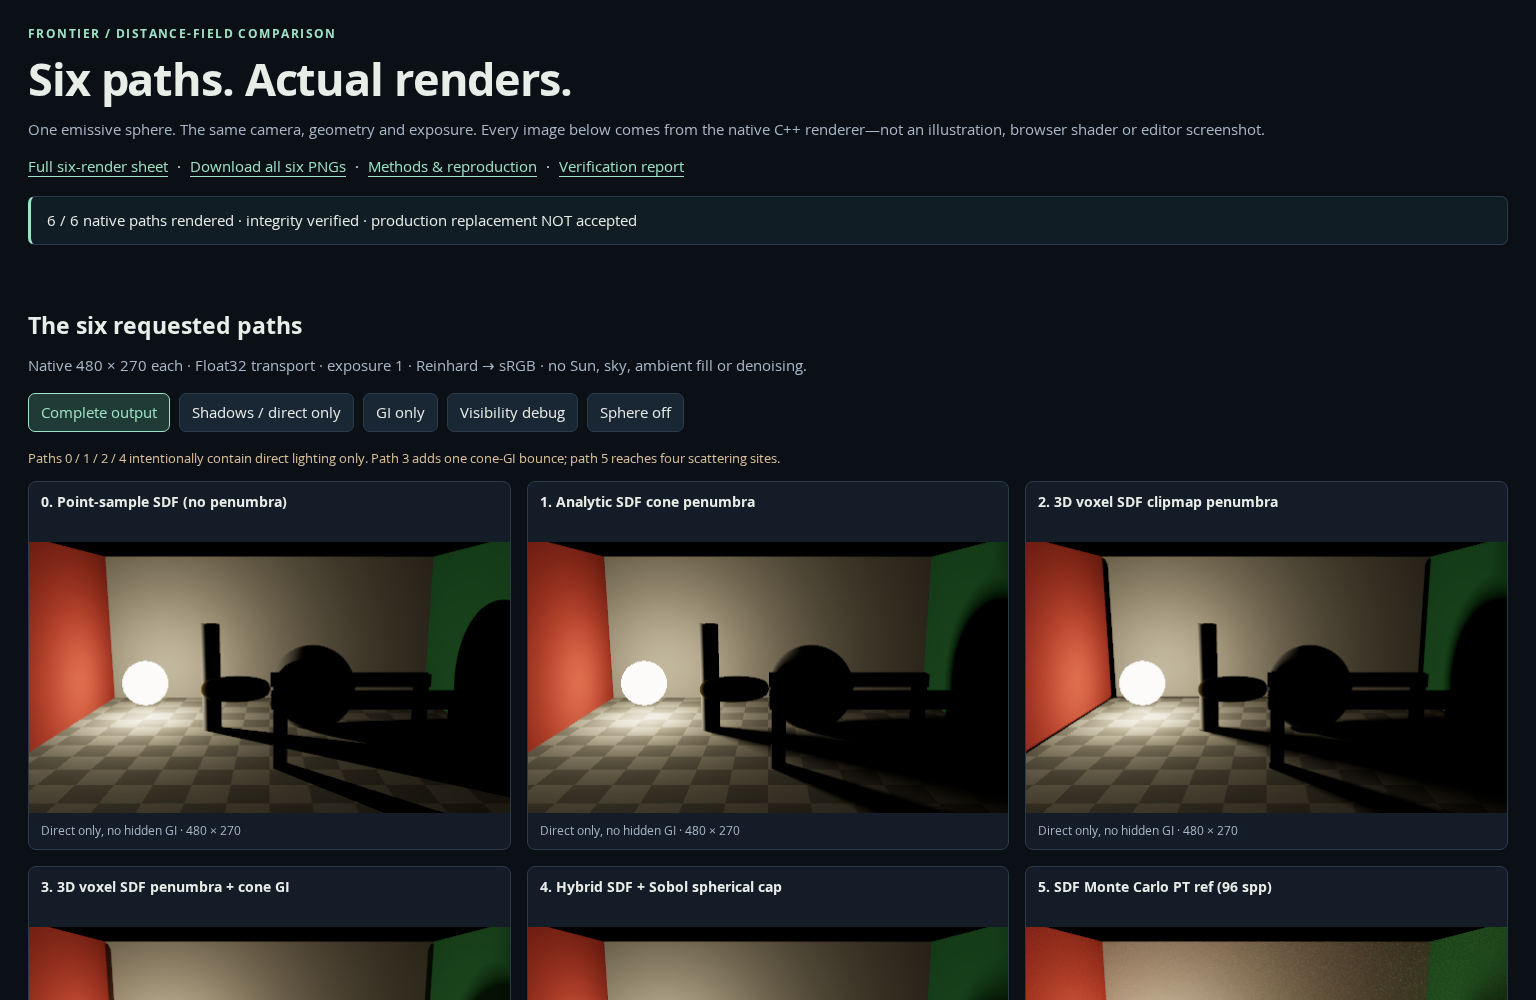 FRONTIER / DISTANCE-FIELD COMPARISON
Six paths. Actual renders.
One emissive sphere. The same camera, geometry and exposure. Every image below comes from the native C++ renderer—not an illustration, browser shader or editor screenshot.
Full six-render sheet · Download all six PNGs · Methods & reproduction · Verification report
6 / 6 native paths rendered · integrity verified · production replacement NOT accepted
The six requested paths
Native 480 × 270 each · Float32 transport · exposure 1 · Reinhard → sRGB · no Sun, sky, ambient fill or denoising.
Complete output Shadows / direct only GI only Visibility debug Sphere off
Paths 0 / 1 / 2 / 4 intentionally contain direct lighting only. Path 3 adds one cone-GI bounce; path 5 reaches four scattering sites.
0. Point-sample SDF (no penumbra)
Direct only, no hidden GI · 480 × 270
1. Analytic SDF cone penumbra
Direct only, no hidden GI · 480 × 270
2. 3D voxel SDF clipmap penumbra
Direct only, no hidden GI · 480 × 270
3. 3D voxel SDF penumbra + cone GI
4. Hybrid SDF + Sobol spherical cap
5. SDF Monte Carlo PT ref (96 spp)